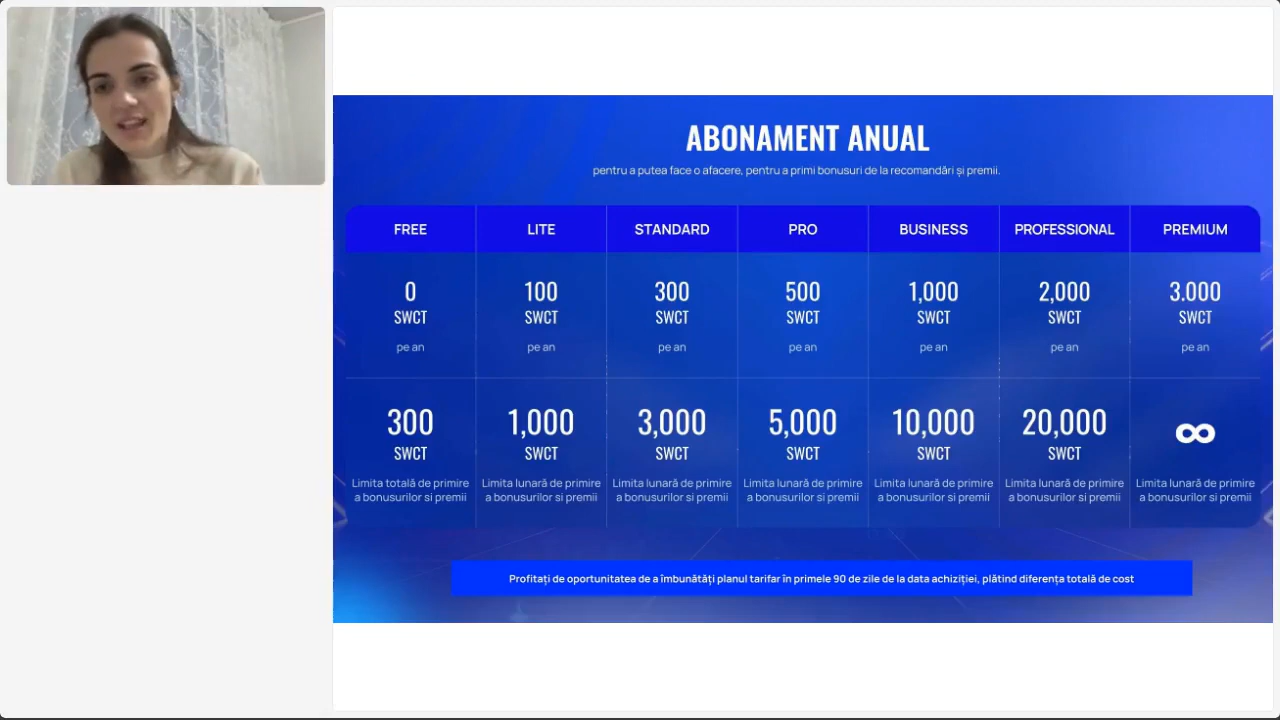 ABONAMENT ANUAL
pentru a putea face o afacere, pentru a primi bonusuri de la recomandări și premii.
FREE LITE STANDARD PRO BUSINESS PROFESSIONAL PREMIUM
0 100 300 500 1,000 2,000 3.000
SWCT SWCT SWCT SWCT SWCT SWCT SWCT
pe an pe an pe an pe an pe an pe an pe an
300 1,000 3,000 5,000 10,000 20,000 ∞
SWCT SWCT SWCT SWCT SWCT SWCT
Limita totală de primire Limita lunară de primire Limita lunară de primire Limita lunară de primire Limita lunară de primire Limita lunară de primire Limita lunară de primire
a bonusurilor si premii a bonusurilor si premii a bonusurilor si premii a bonusurilor si premii a bonusurilor si premii a bonusurilor si premii a bonusurilor si premii
Profitați de oportunitatea de a îmbunătăți planul tarifar în primele 90 de zile de la data achiziției, plătind diferența totală de cost